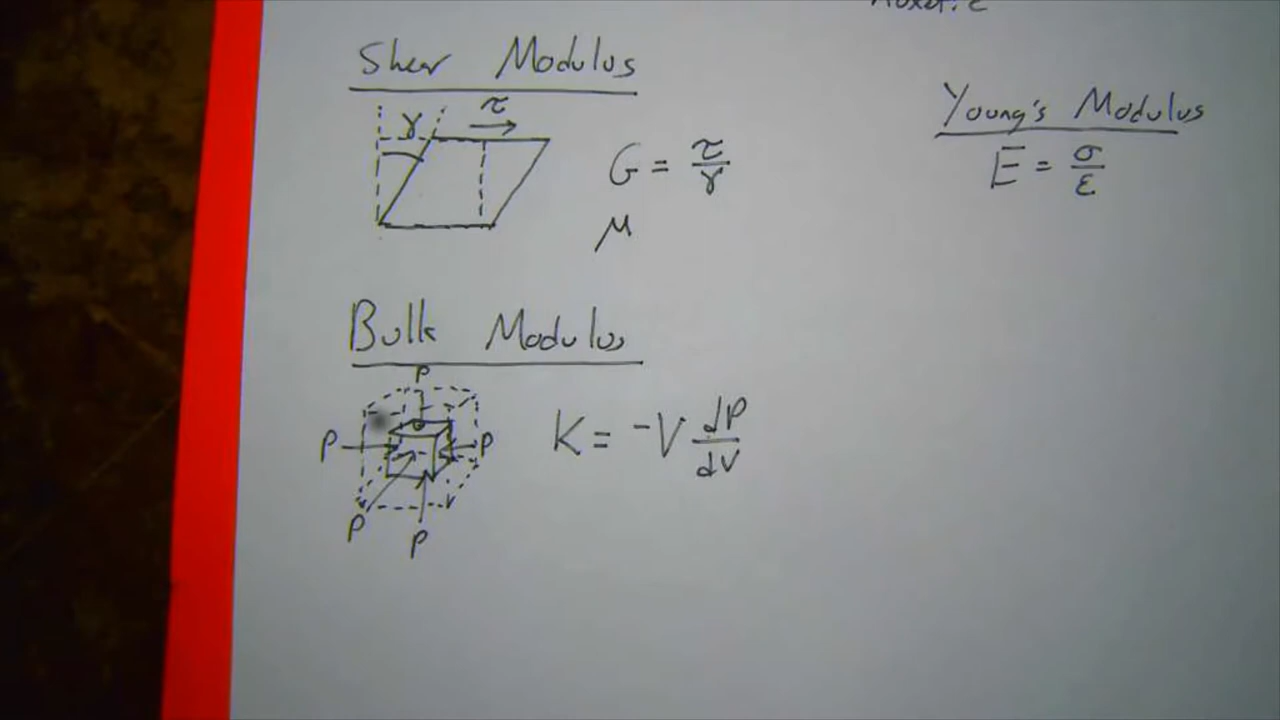 Shear Modulus
γ τ
G = τ/γ
μ
Young's Modulus
E = σ/ε
Bulk Modulus
P
P P
P
P
K = -V dP/dV